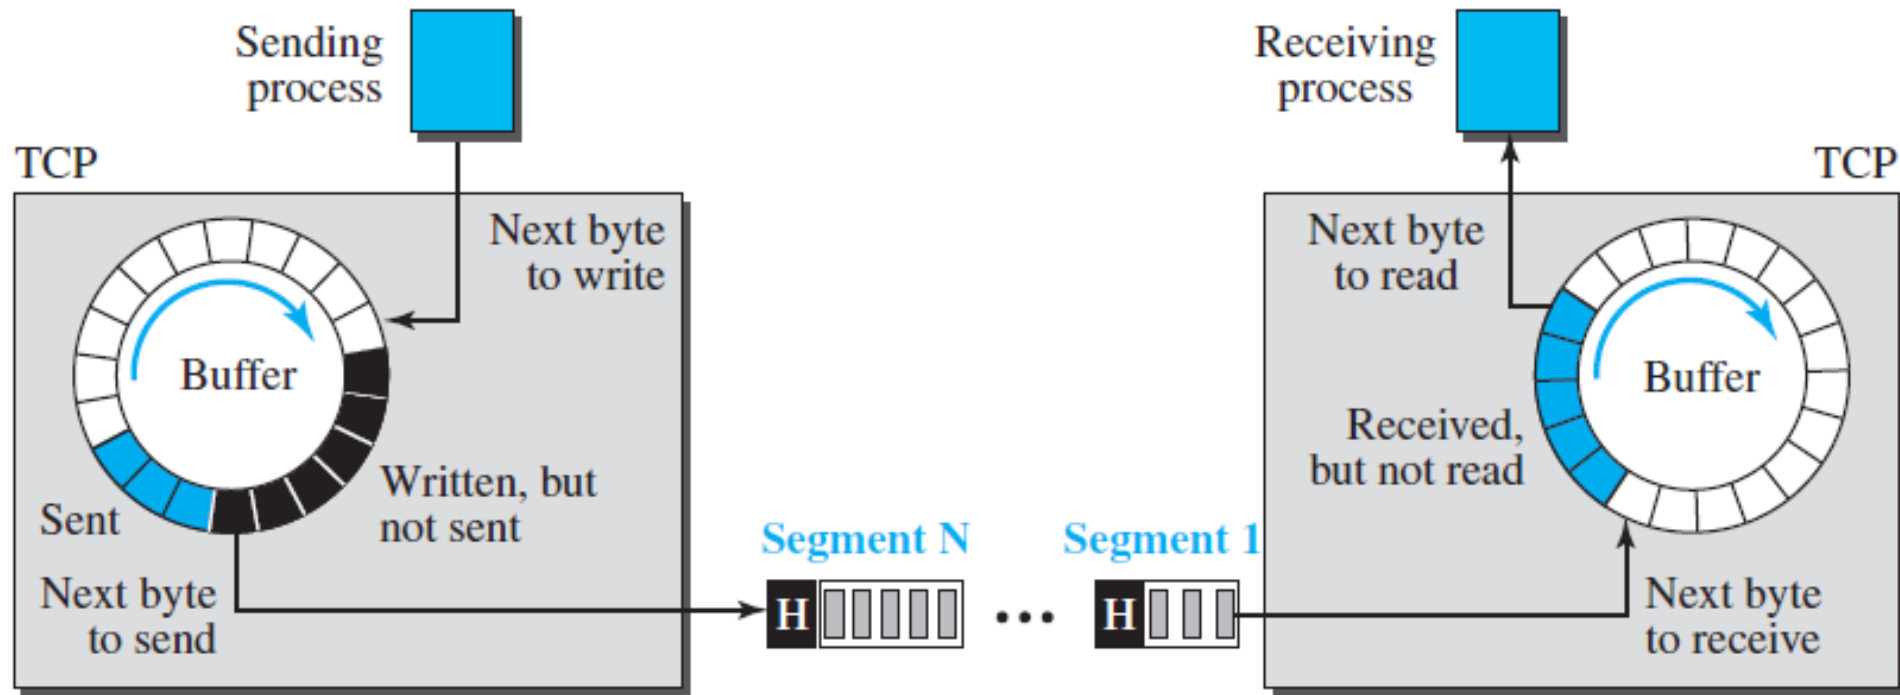 Sending
process
Receiving
process
TCP
TCP
Next byte
to write
Next byte
to read
Buffer
Buffer
Received,
but not read
Written, but
not sent
Sent
Segment N
Segment 1
Next byte
to send
H
...
H
Next byte
to receive